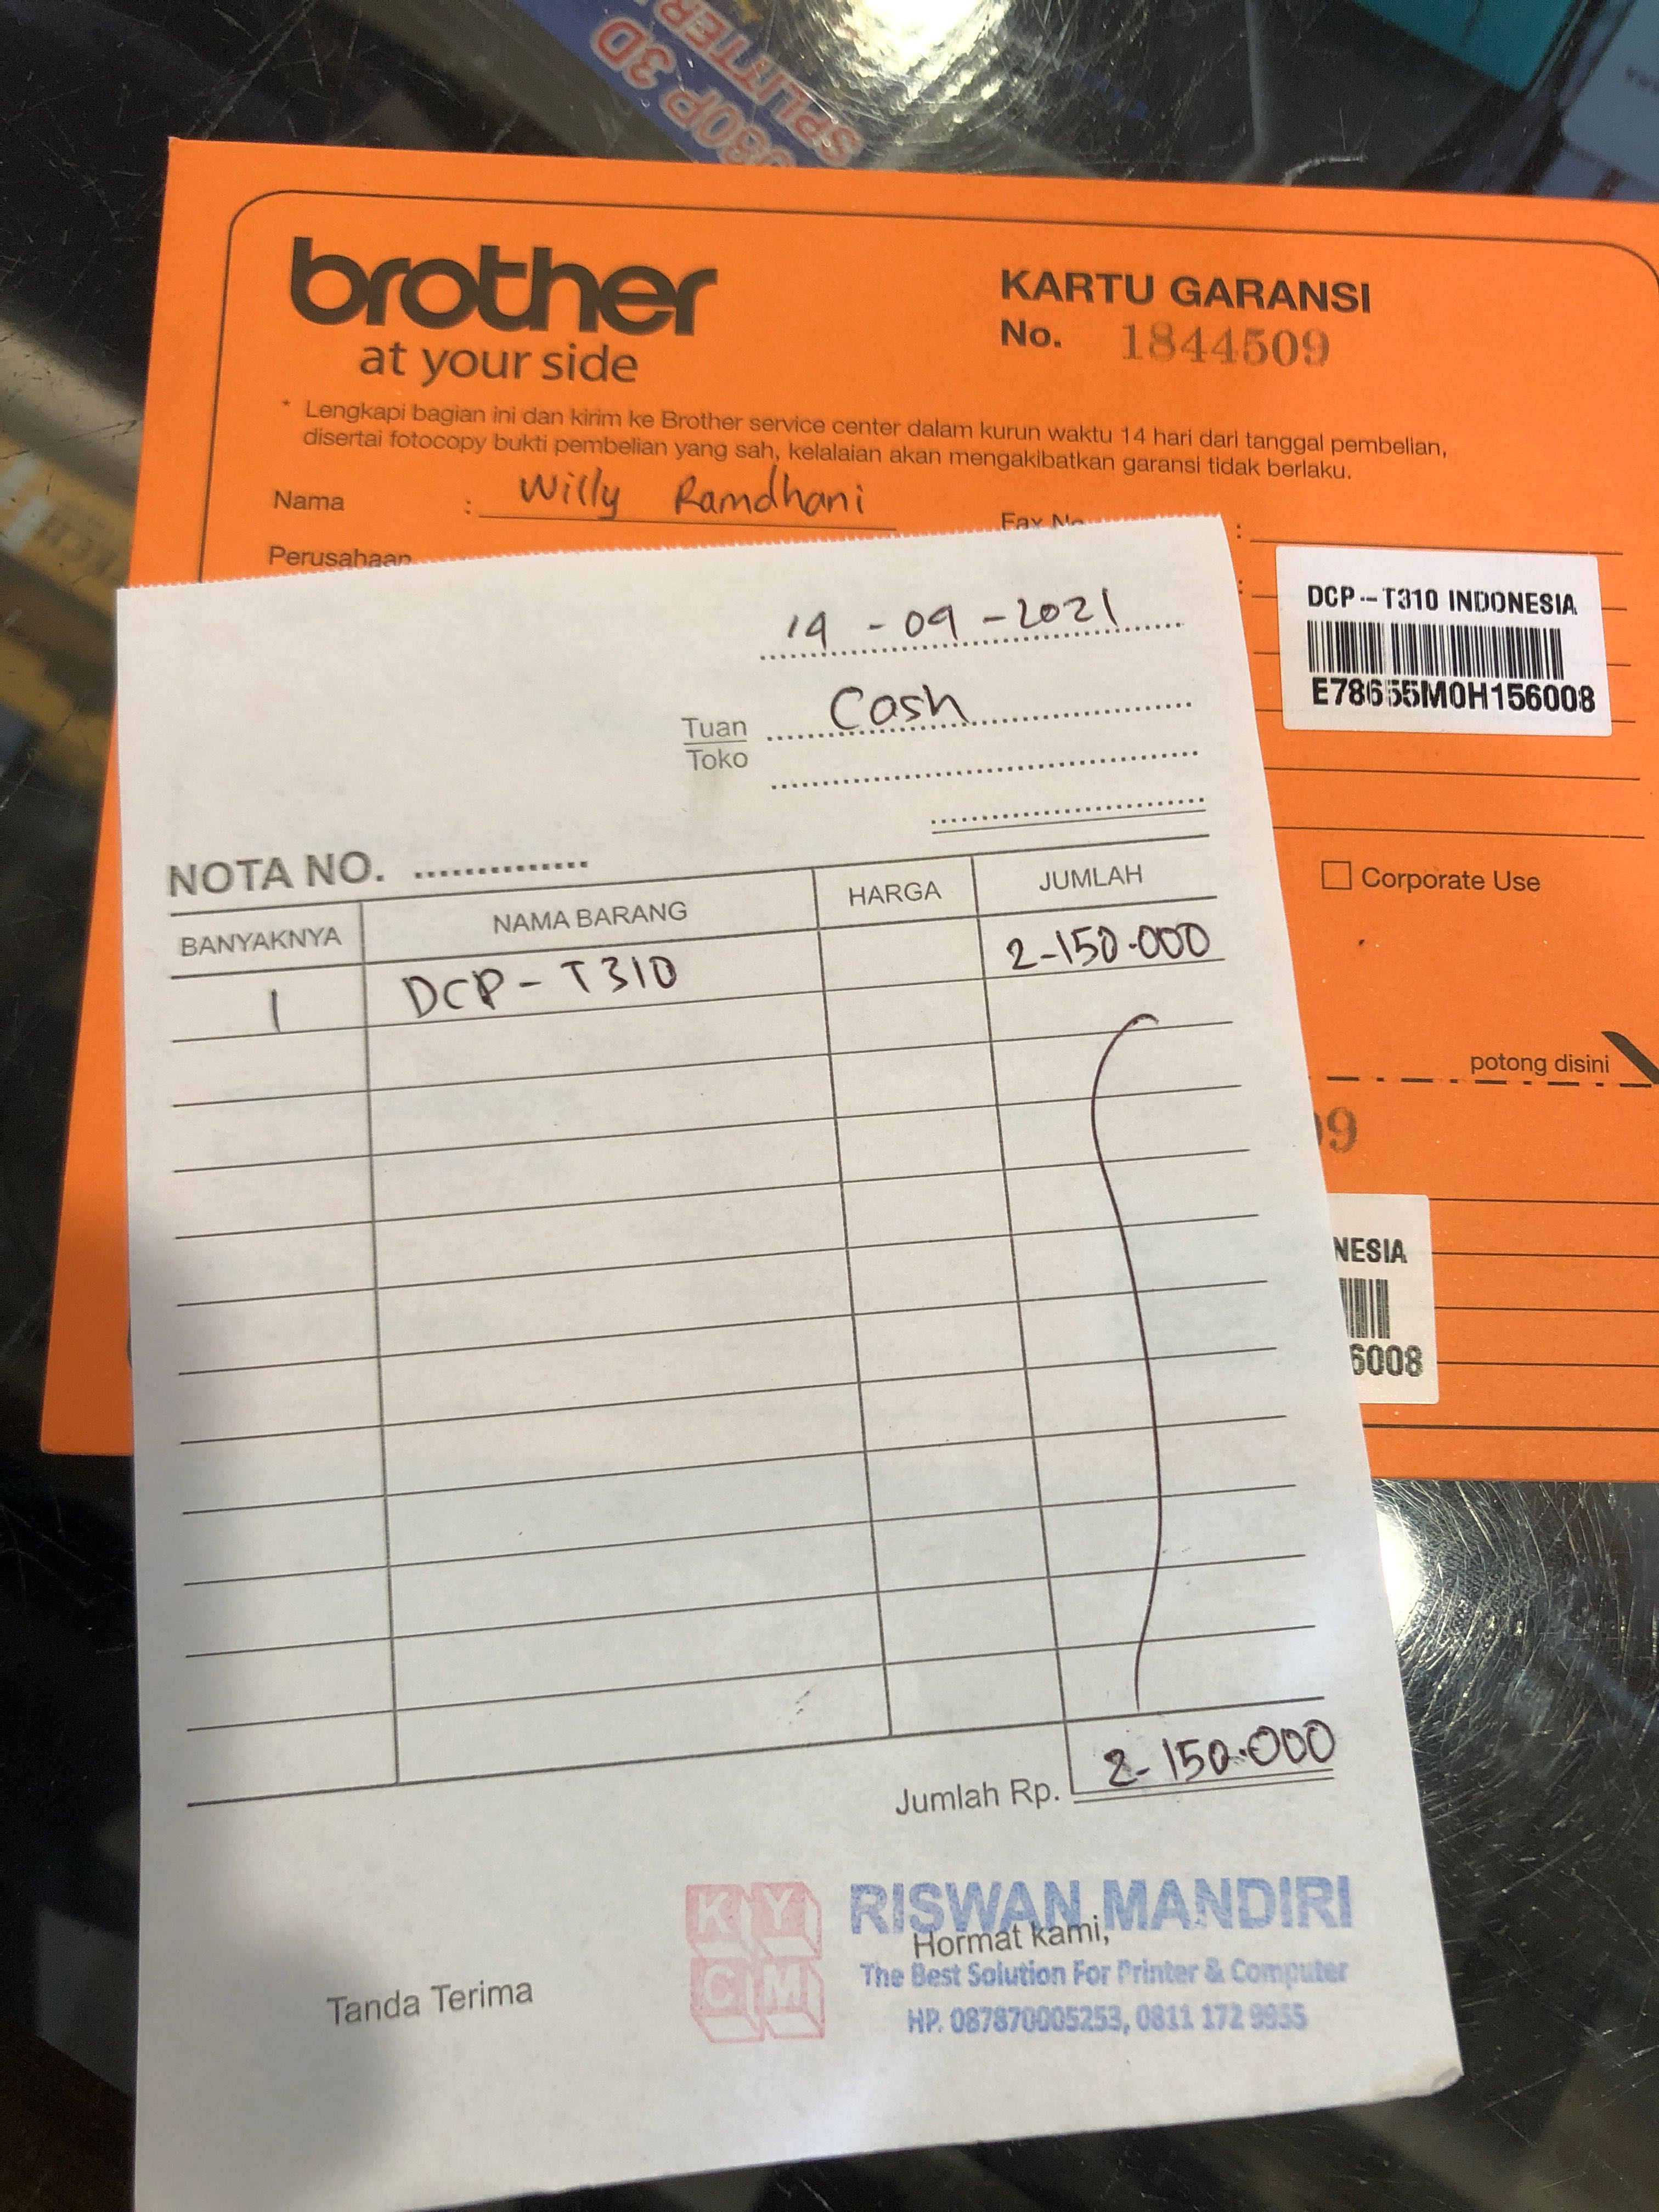 080P 3D
SPLITTER
brother
at your side
KARTU GARANSI
No. 1844509
* Lengkapi bagian ini dan kirim ke Brother service center dalam kurun waktu 14 hari dari tanggal pembelian,
disertai fotocopy bukti pembelian yang sah, kelalaian akan mengakibatkan garansi tidak berlaku.
Nama : Willy Ramdhani
Fax No. :
Perusahaan
DCP-T310 INDONESIA
E78655M0H156008
Corporate Use
potong disini
09
NESIA
6008
19-09-2021
Tuan
Toko
Cash
NOTA NO. ..............
BANYAKNYA NAMA BARANG HARGA JUMLAH
1 DCP-T310 2-150.000
Jumlah Rp. 2-150.000
Tanda Terima
Hormat kami,
KY
CM
RISWAN MANDIRI
The Best Solution For Printer & Computer
HP. 087870005253, 0811 172 9955